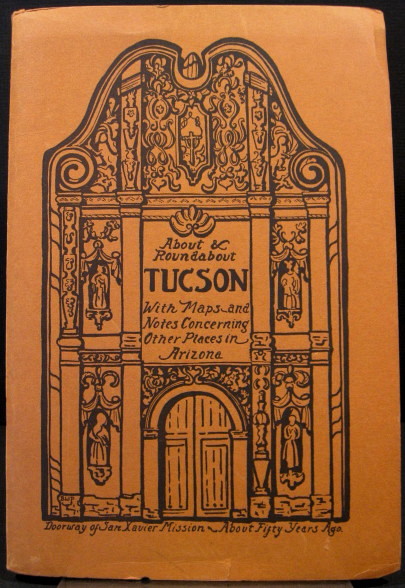 About &
Roundabout
TUCSON
With Maps and
Notes Concerning
Other Places in
Arizona
Doorway of San Xavier Mission - About Fifty Years Ago.